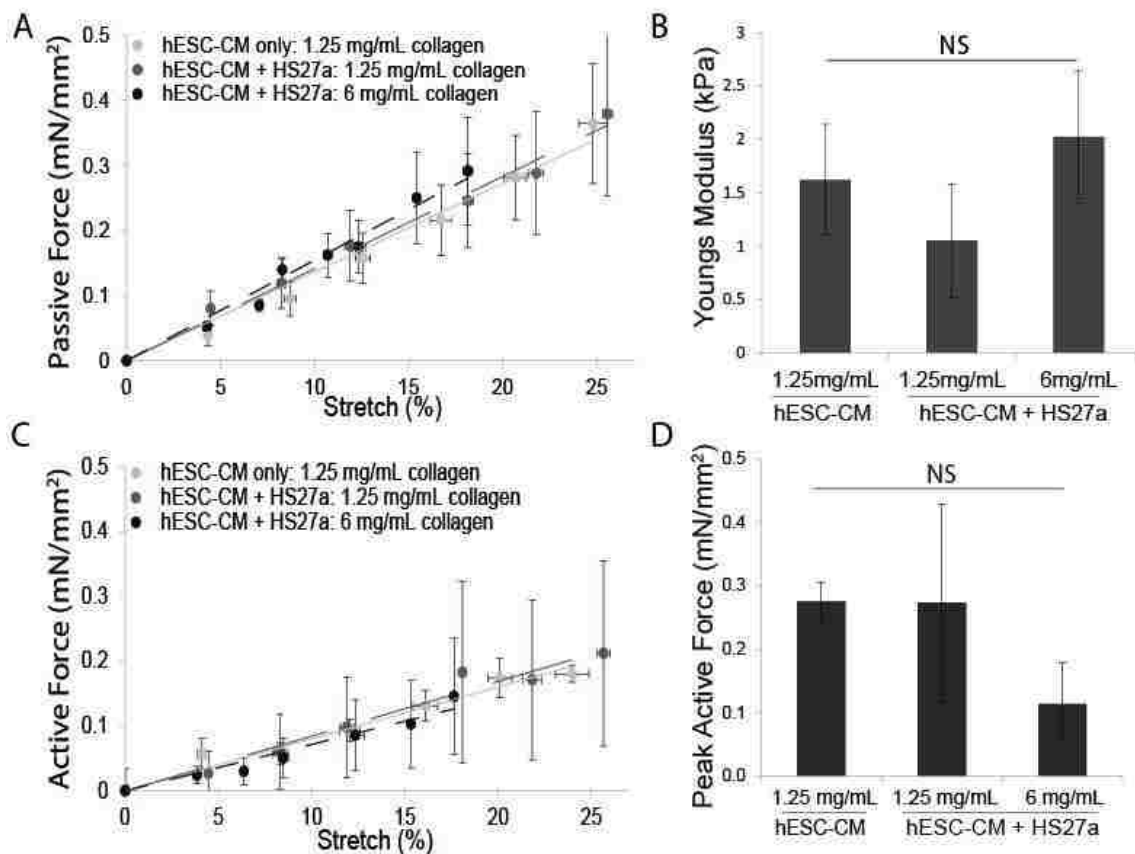 A
hESC-CM only: 1.25 mg/mL collagen
hESC-CM + HS27a: 1.25 mg/mL collagen
hESC-CM + HS27a: 6 mg/mL collagen
Passive Force (mN/mm²)
0.5
0.4
0.3
0.2
0.1
0
0 5 10 15 20 25
Stretch (%)
B
NS
Youngs Modulus (kPa)
3
2.5
2
1.5
1
0.5
0
1.25mg/mL 1.25mg/mL 6mg/mL
hESC-CM hESC-CM + HS27a
C
hESC-CM only: 1.25 mg/mL collagen
hESC-CM + HS27a: 1.25 mg/mL collagen
hESC-CM + HS27a: 6 mg/mL collagen
Active Force (mN/mm²)
0.5
0.4
0.3
0.2
0.1
0
0 5 10 15 20 25
Stretch (%)
D
NS
Peak Active Force (mN/mm²)
0.5
0.4
0.3
0.2
0.1
0.0
1.25 mg/mL 1.25 mg/mL 6 mg/mL
hESC-CM hESC-CM + HS27a